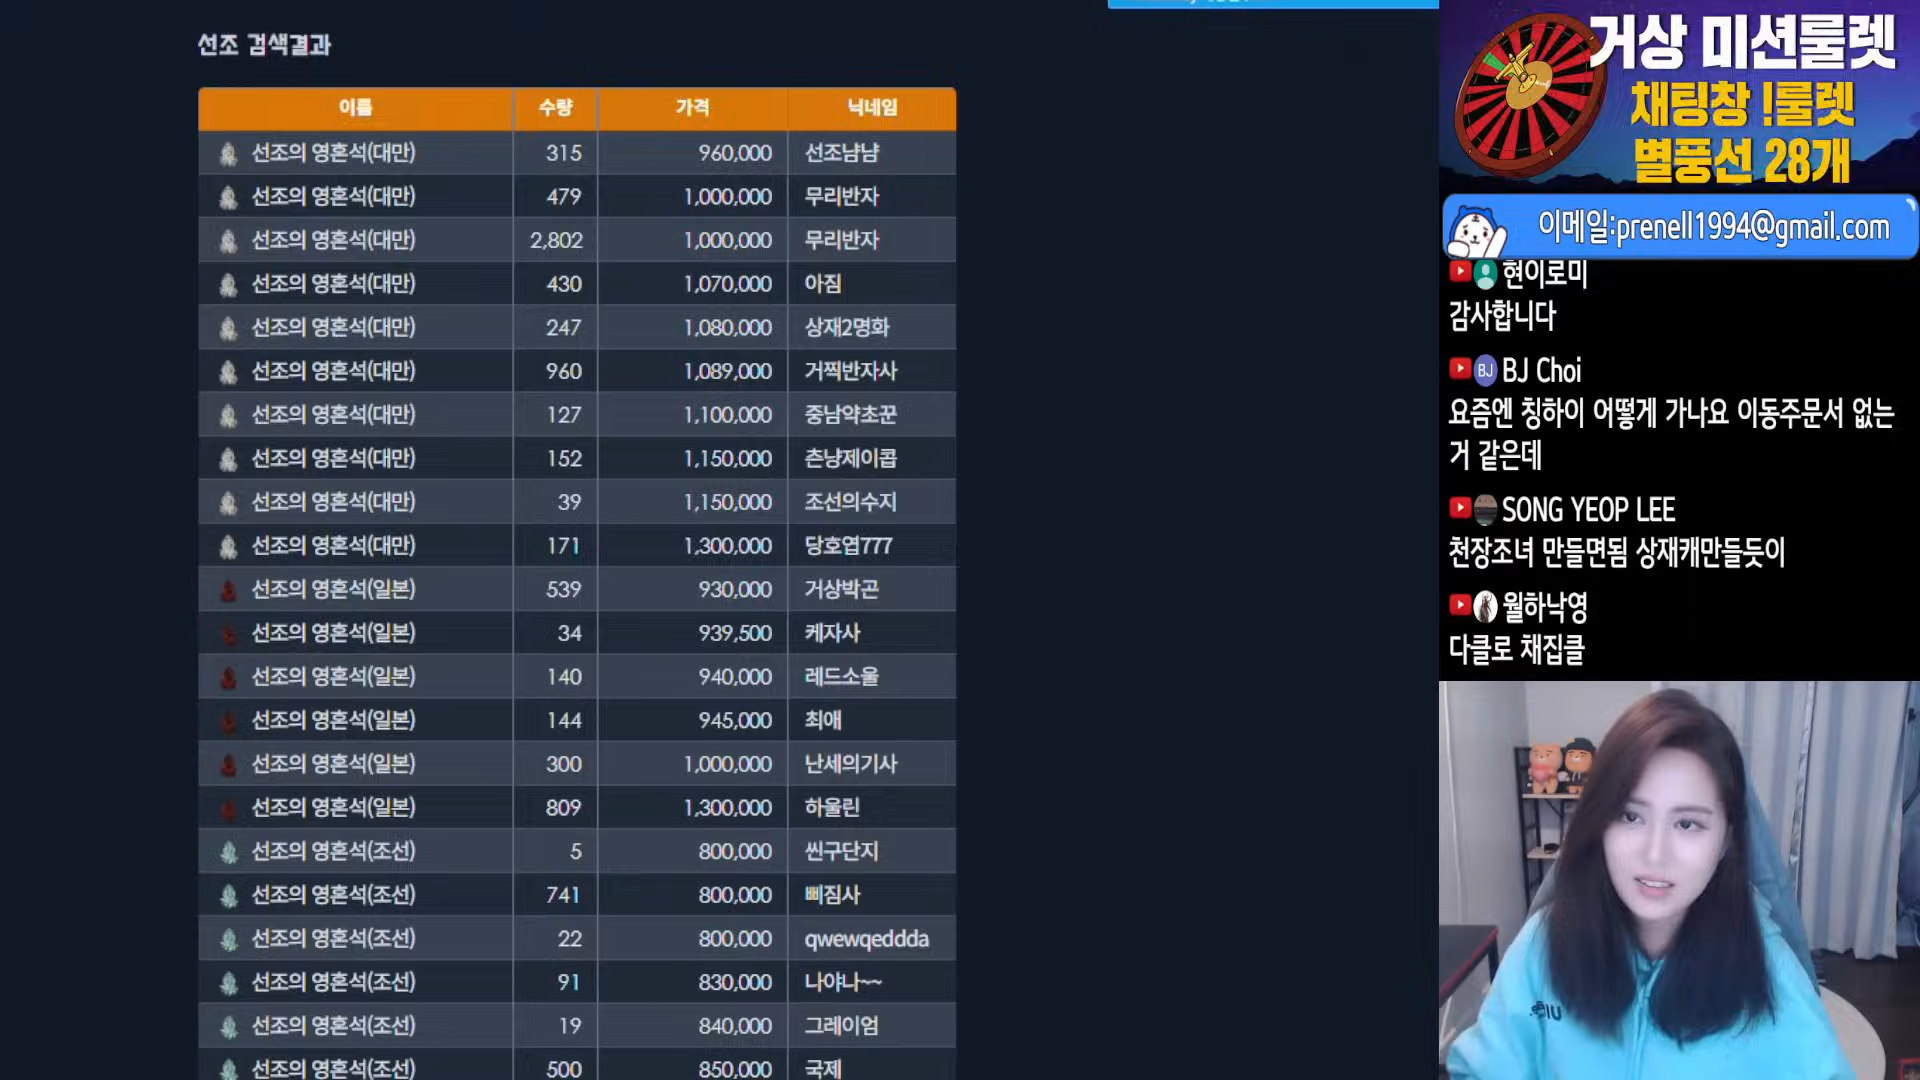 선조 검색결과
이름 수량 가격 닉네임
선조의 영혼석(대만) 315 960,000 선조냠냠
선조의 영혼석(대만) 479 1,000,000 무리반자
선조의 영혼석(대만) 2,802 1,000,000 무리반자
선조의 영혼석(대만) 430 1,070,000 아짐
선조의 영혼석(대만) 247 1,080,000 상재2명화
선조의 영혼석(대만) 960 1,089,000 거찍반자사
선조의 영혼석(대만) 127 1,100,000 중남약초꾼
선조의 영혼석(대만) 152 1,150,000 츤냥제이콥
선조의 영혼석(대만) 39 1,150,000 조선의수지
선조의 영혼석(대만) 171 1,300,000 당호엽777
선조의 영혼석(일본) 539 930,000 거상박곤
선조의 영혼석(일본) 34 939,500 케자사
선조의 영혼석(일본) 140 940,000 레드소울
선조의 영혼석(일본) 144 945,000 최애
선조의 영혼석(일본) 300 1,000,000 난세의기사
선조의 영혼석(일본) 809 1,300,000 하울린
선조의 영혼석(조선) 5 800,000 씬구단지
선조의 영혼석(조선) 741 800,000 삐짐사
선조의 영혼석(조선) 22 800,000 qwewqeddda
선조의 영혼석(조선) 91 830,000 나야나~~
선조의 영혼석(조선) 19 840,000 그레이엄
선조의 영혼석(조선) 500 850,000 국제
거상 미션룰렛
채팅창 !룰렛
별풍선 28개
이메일:prenell1994@gmail.com
현이로미
감사합니다
BJ BJ Choi
요즘엔 칭하이 어떻게 가나요 이동주문서 없는
거 같은데
SONG YEOP LEE
천장조녀 만들면됨 상재캐만들듯이
월하낙영
다클로 채집클